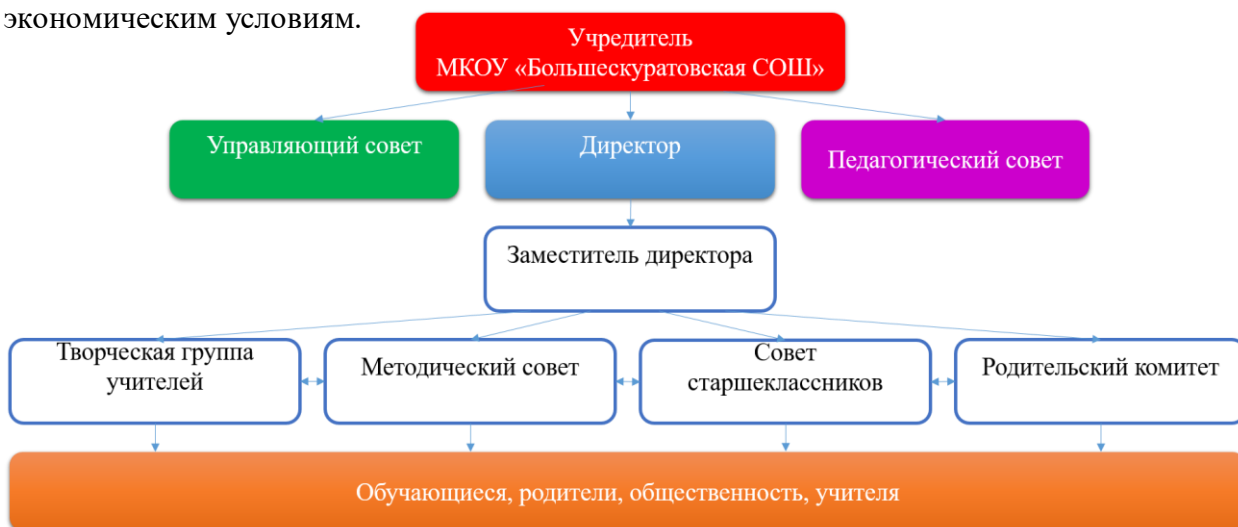 экономическим условиям.
Учредитель
МКОУ «Большескуратовская СОШ»
Управляющий совет
Директор
Педагогический совет
Заместитель директора
Творческая группа
учителей
Методический совет
Совет
старшеклассников
Родительский комитет
Обучающиеся, родители, общественность, учителя